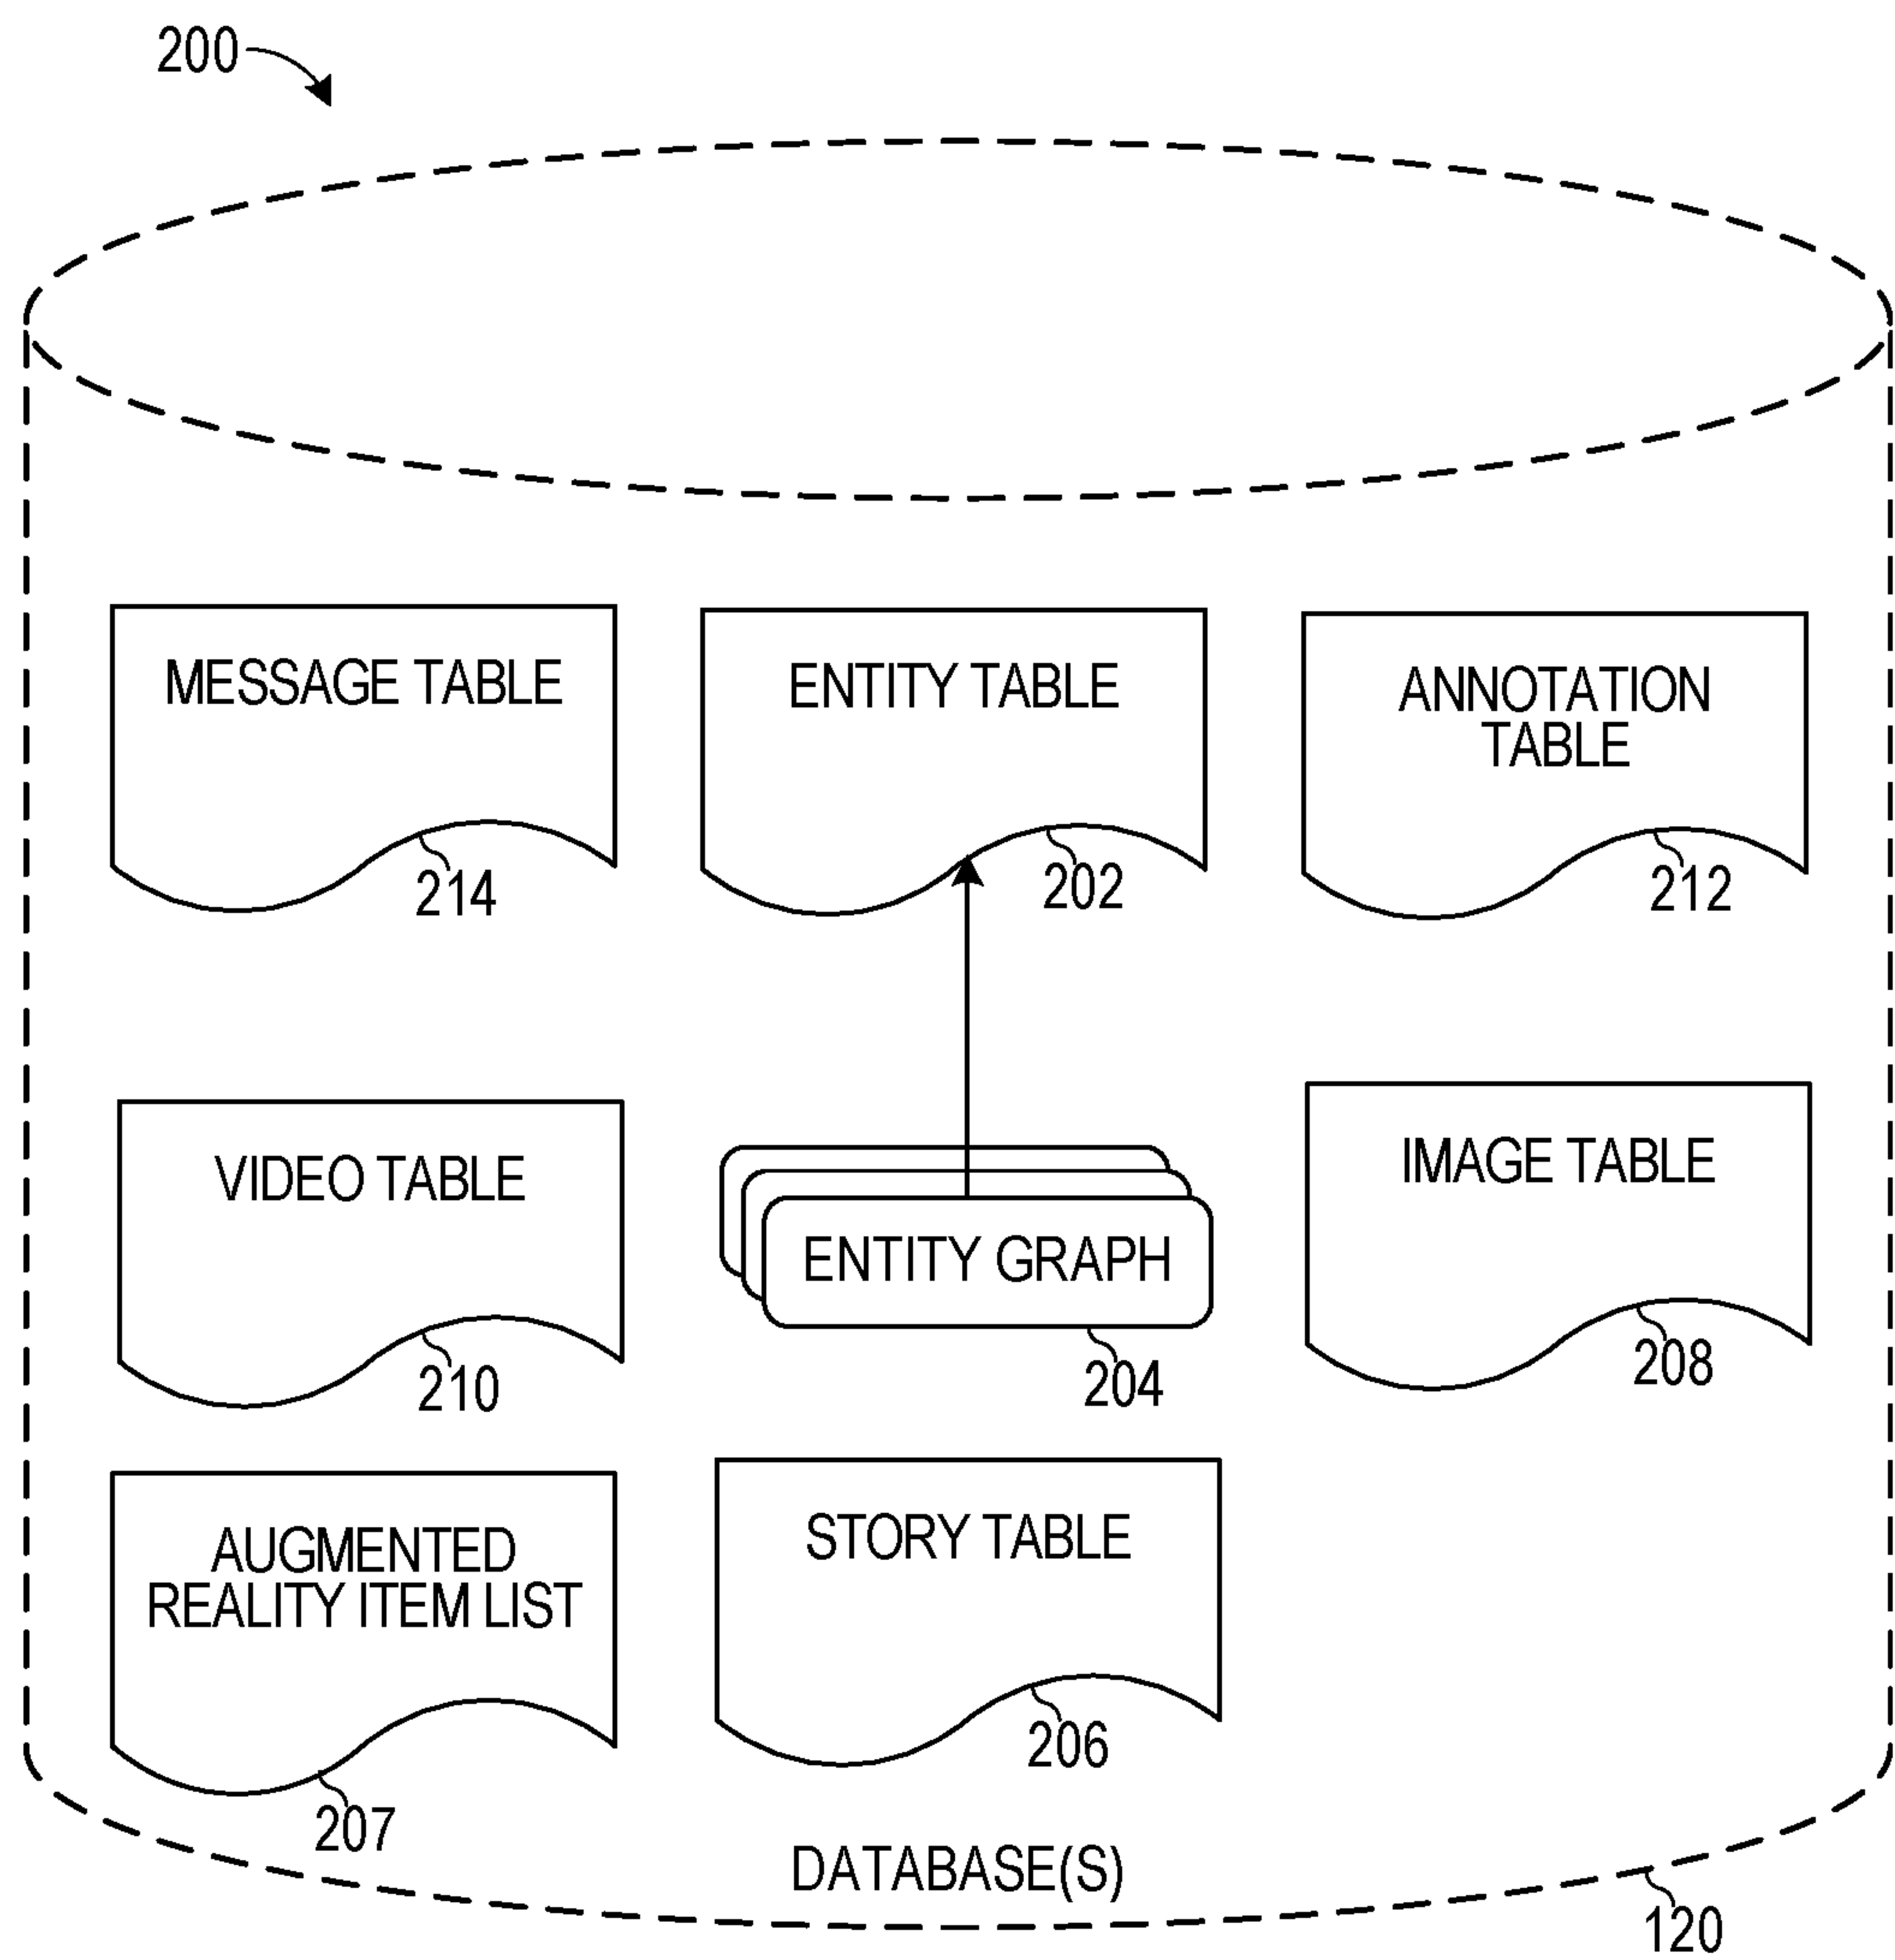 200
MESSAGE TABLE
214
ENTITY TABLE
202
ANNOTATION
TABLE
212
VIDEO TABLE
210
ENTITY GRAPH
204
IMAGE TABLE
208
AUGMENTED
REALITY ITEM LIST
207
STORY TABLE
206
DATABASE(S)
120